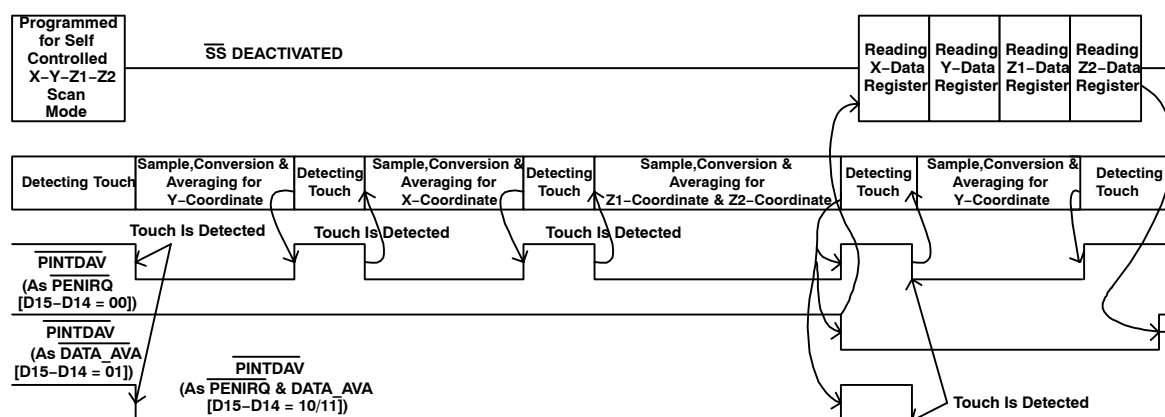 Programmed
for Self
Controlled
X−Y−Z1−Z2
Scan
Mode
SS DEACTIVATED
Reading
X−Data
Register
Reading
Y−Data
Register
Reading
Z1−Data
Register
Reading
Z2−Data
Register
Detecting Touch
Sample,Conversion &
Averaging for
Y−Coordinate
Detecting
Touch
Sample,Conversion &
Averaging for
X−Coordinate
Detecting
Touch
Sample,Conversion &
Averaging for
Z1−Coordinate & Z2−Coordinate
Detecting
Touch
Sample,Conversion &
Averaging for
Y−Coordinate
Detecting
Touch
Touch Is Detected
Touch Is Detected
Touch Is Detected
PINTDAV
(As PENIRQ
[D15−D14 = 00])
PINTDAV
(As DATA_AVA
[D15−D14 = 01])
PINTDAV
(As PENIRQ & DATA_AVA
[D15−D14 = 10/11])
Touch Is Detected